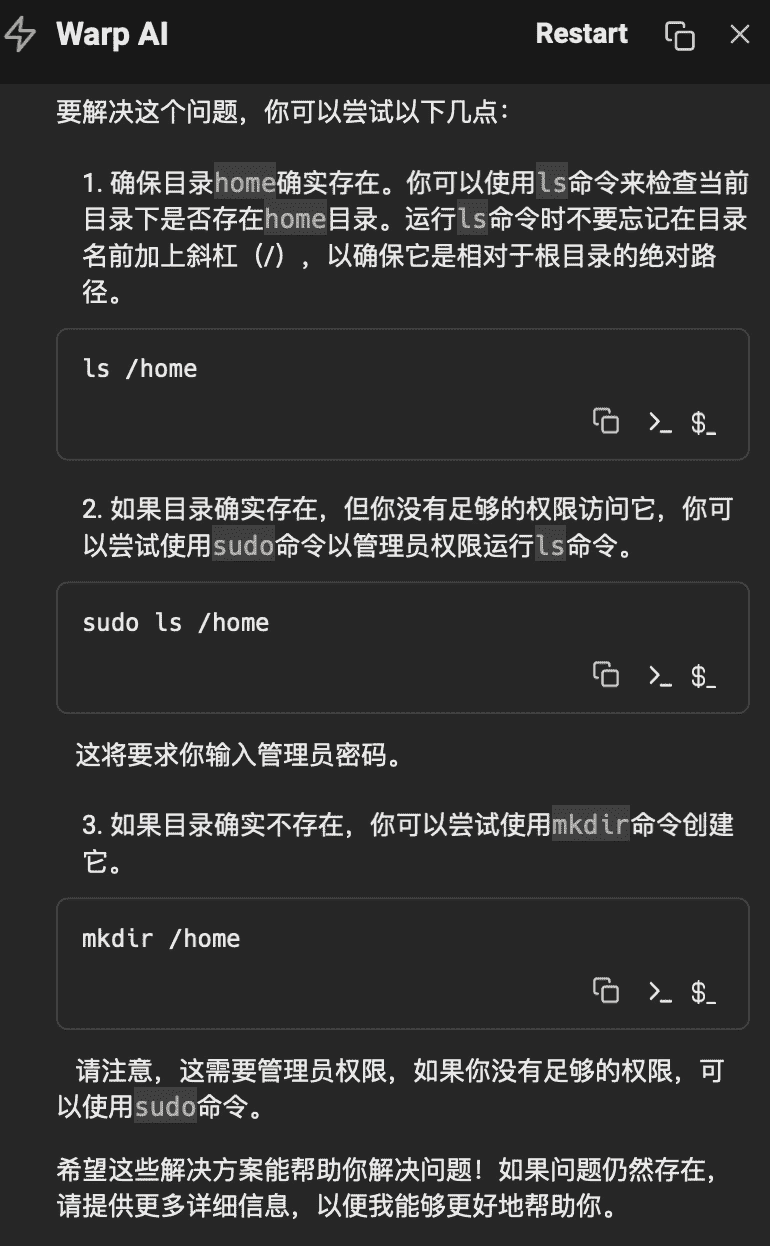 Warp AI Restart
要解决这个问题，你可以尝试以下几点：
1. 确保目录home确实存在。你可以使用ls命令来检查当前
目录下是否存在home目录。运行ls命令时不要忘记在目录
名前加上斜杠（/），以确保它是相对于根目录的绝对路
径。
ls /home
>_ $_
2. 如果目录确实存在，但你没有足够的权限访问它，你可
以尝试使用sudo命令以管理员权限运行ls命令。
sudo ls /home
>_ $_
这将要求你输入管理员密码。
3. 如果目录确实不存在，你可以尝试使用mkdir命令创建
它。
mkdir /home
>_ $_
请注意，这需要管理员权限，如果你没有足够的权限，可
以使用sudo命令。
希望这些解决方案能帮助你解决问题！如果问题仍然存在，
请提供更多详细信息，以便我能够更好地帮助你。